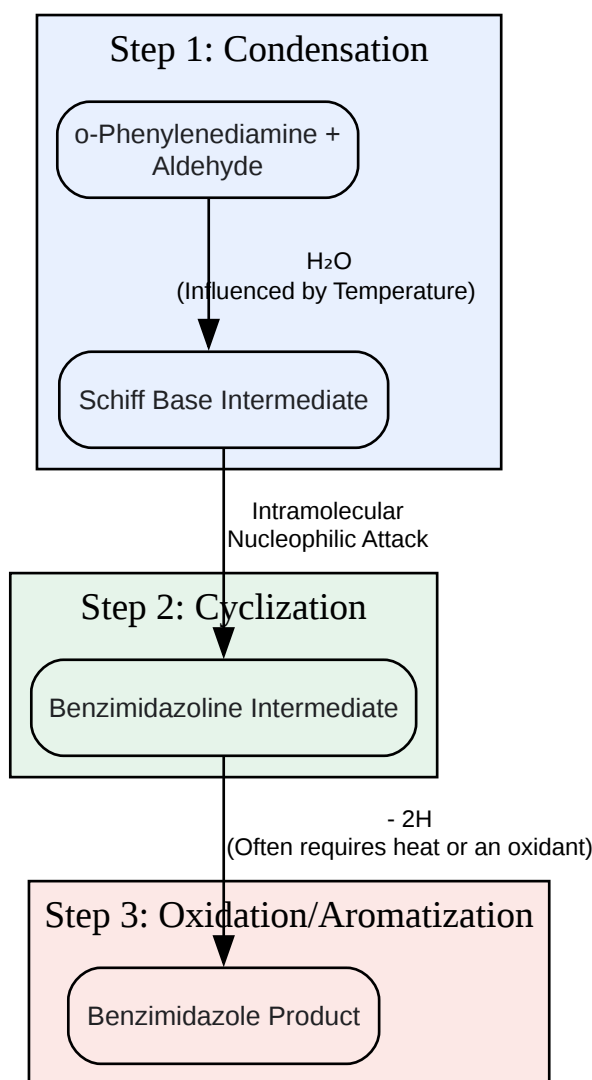 Step 1: Condensation
o-Phenylenediamine +
Aldehyde
H₂O
(Influenced by Temperature)
Schiff Base Intermediate
Intramolecular
Nucleophilic Attack
Step 2: Cyclization
Benzimidazoline Intermediate
- 2H
(Often requires heat or an oxidant)
Step 3: Oxidation/Aromatization
Benzimidazole Product